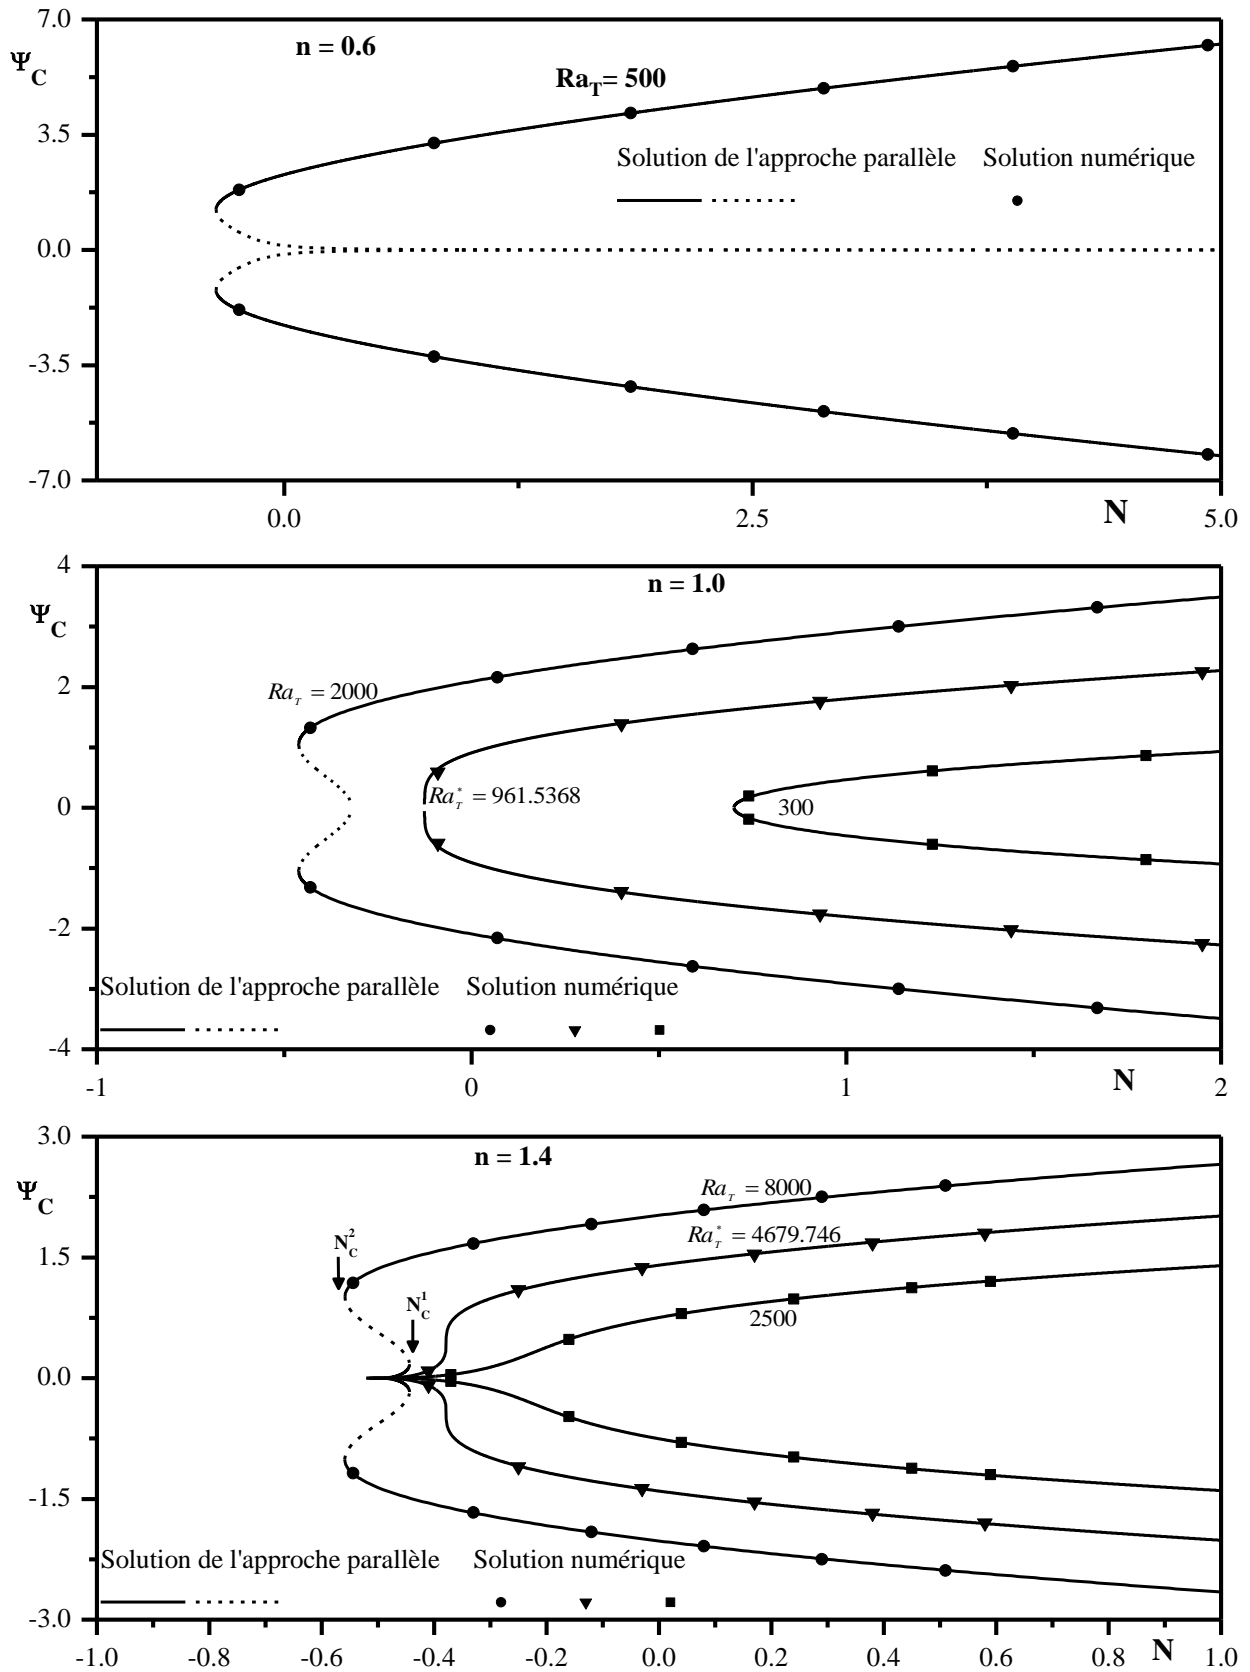 7.0
n = 0.6
Ψ_C
Ra_T= 500
3.5
Solution de l'approche parallèle Solution numérique
0.0
-3.5
-7.0
0.0 2.5 N 5.0
4
n = 1.0
Ψ_C
2
Ra_T = 2000
Ra_T^* = 961.5368
0
300
-2
Solution de l'approche parallèle Solution numérique
-4
-1 0 1 N 2
3.0
n = 1.4
Ψ_C
Ra_T = 8000
Ra_T^* = 4679.746
N_C^2
1.5
N_C^1
2500
0.0
-1.5
Solution de l'approche parallèle Solution numérique
-3.0
-1.0 -0.8 -0.6 -0.4 -0.2 0.0 0.2 0.4 0.6 0.8 N 1.0